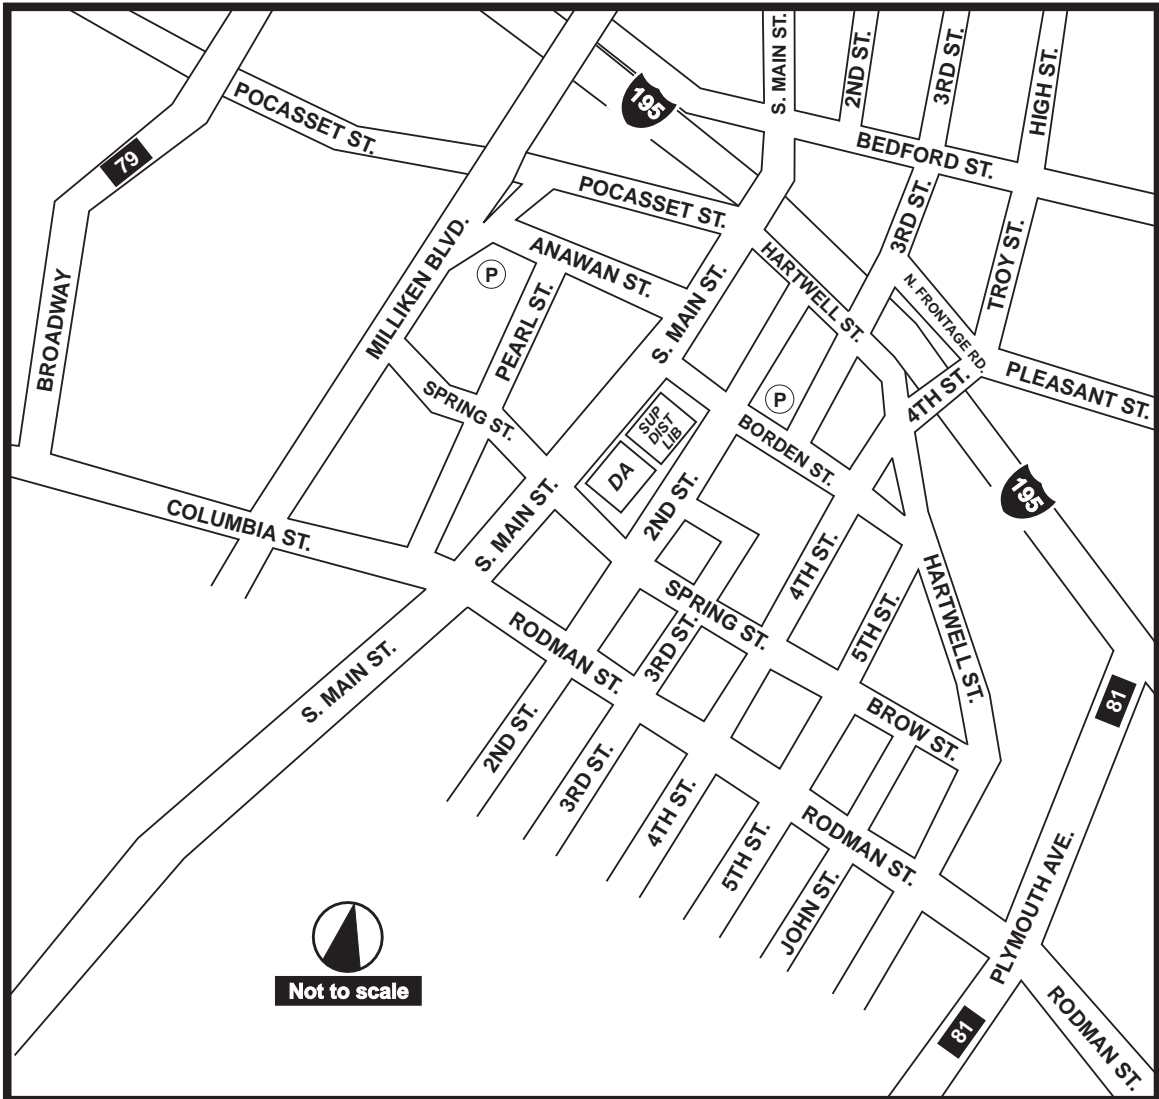 S. MAIN ST.
2ND ST.
3RD ST.
HIGH ST.
195
POCASSET ST.
79
BEDFORD ST.
POCASSET ST.
3RD ST.
TROY ST.
MILLIKEN BLVD.
ANAWAN ST.
HARTWELL ST.
P
N. FRONTAGE RD.
BROADWAY
PEARL ST.
S. MAIN ST.
PLEASANT ST.
4TH ST.
SPRING ST.
P
SUP
DIST
LIB
BORDEN ST.
DA
2ND ST.
195
COLUMBIA ST.
S. MAIN ST.
4TH ST.
HARTWELL ST.
5TH ST.
SPRING ST.
RODMAN ST.
3RD ST.
S. MAIN ST.
81
BROW ST.
2ND ST.
3RD ST.
4TH ST.
5TH ST.
RODMAN ST.
JOHN ST.
PLYMOUTH AVE.
Not to scale
81
RODMAN ST.